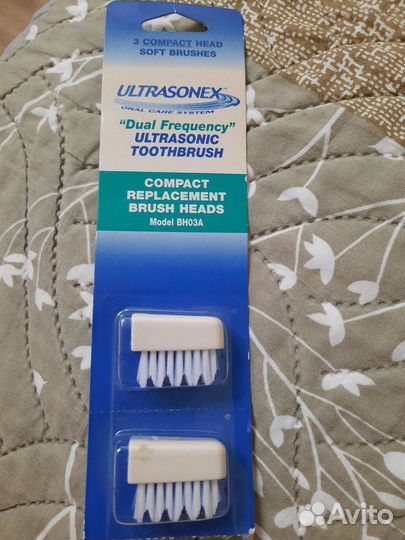 3 COMPACT HEAD
SOFT BRUSHES
ULTRASONEX™
ORAL CARE SYSTEM
"Dual Frequency"
ULTRASONIC
TOOTHBRUSH
COMPACT
REPLACEMENT
BRUSH HEADS
Model BH03A
Avito